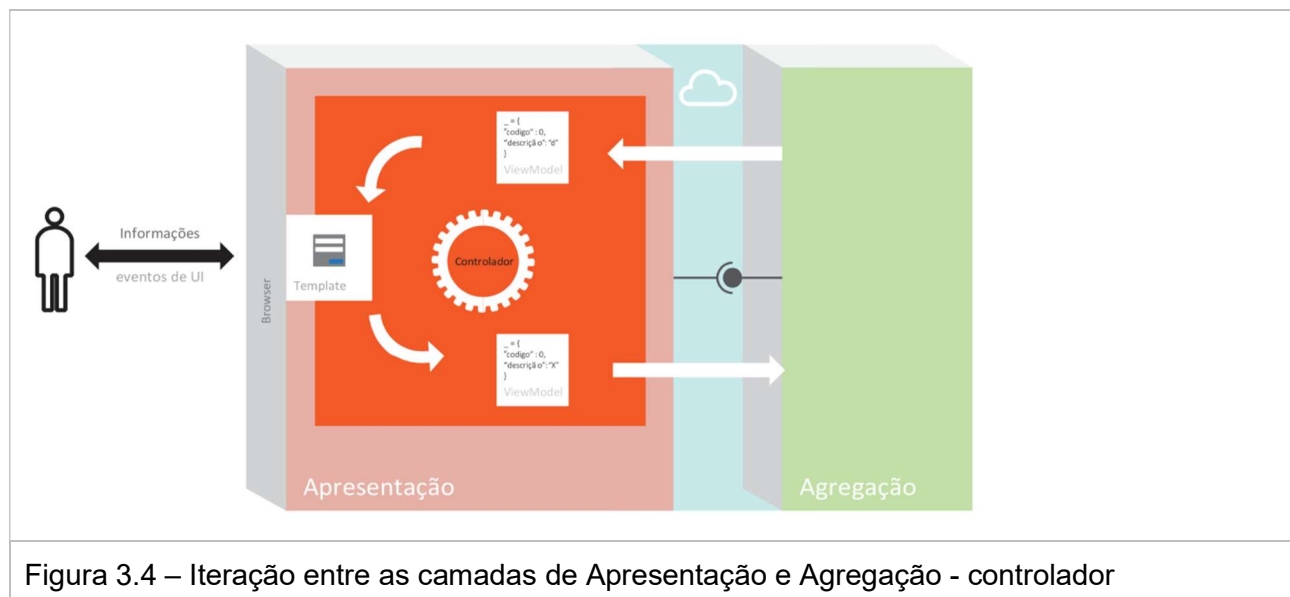 _ = {
"codigo" : 0,
"descrição": "d"
}
ViewModel
Informações
eventos de UI
Browser
Template
Controlador
_ = {
"codigo" : 0,
"descrição":"X"
}
ViewModel
Apresentação
Agregação
Figura 3.4 – Iteração entre as camadas de Apresentação e Agregação - controlador